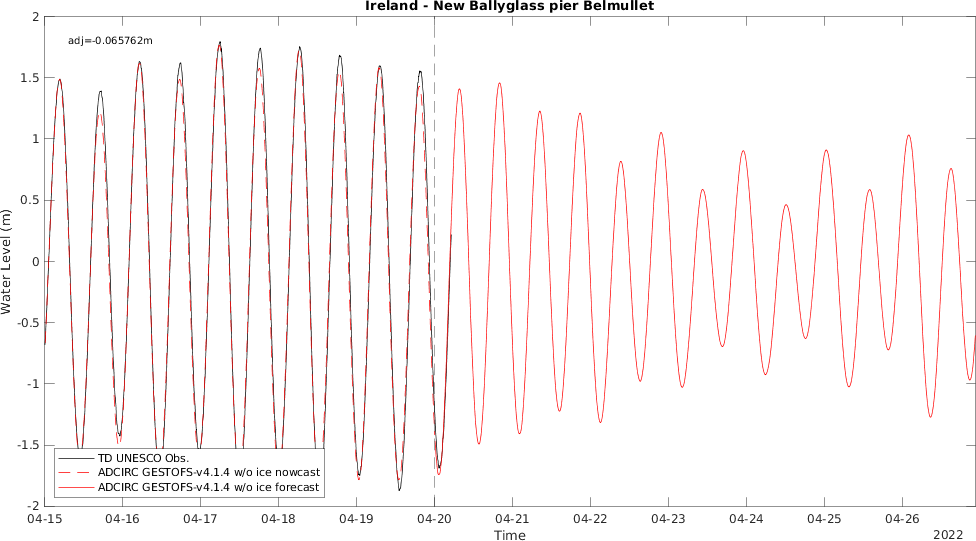 Ireland - New Ballyglass pier Belmullet
adj=-0.065762m
Water Level (m)
2
1.5
1
0.5
0
-0.5
-1
-1.5
-2
TD UNESCO Obs.
ADCIRC GESTOFS-v4.1.4 w/o ice nowcast
ADCIRC GESTOFS-v4.1.4 w/o ice forecast
04-15 04-16 04-17 04-18 04-19 04-20 04-21 04-22 04-23 04-24 04-25 04-26
Time
2022